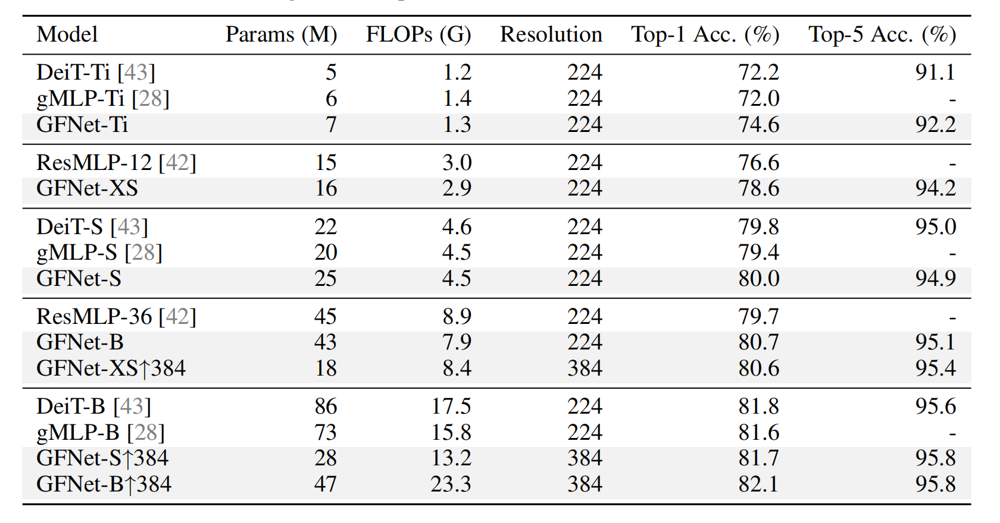 Model Params (M) FLOPs (G) Resolution Top-1 Acc. (%) Top-5 Acc. (%)
DeiT-Ti [43] 5 1.2 224 72.2 91.1
gMLP-Ti [28] 6 1.4 224 72.0 -
GFNet-Ti 7 1.3 224 74.6 92.2
ResMLP-12 [42] 15 3.0 224 76.6 -
GFNet-XS 16 2.9 224 78.6 94.2
DeiT-S [43] 22 4.6 224 79.8 95.0
gMLP-S [28] 20 4.5 224 79.4 -
GFNet-S 25 4.5 224 80.0 94.9
ResMLP-36 [42] 45 8.9 224 79.7 -
GFNet-B 43 7.9 224 80.7 95.1
GFNet-XS↑384 18 8.4 384 80.6 95.4
DeiT-B [43] 86 17.5 224 81.8 95.6
gMLP-B [28] 73 15.8 224 81.6 -
GFNet-S↑384 28 13.2 384 81.7 95.8
GFNet-B↑384 47 23.3 384 82.1 95.8